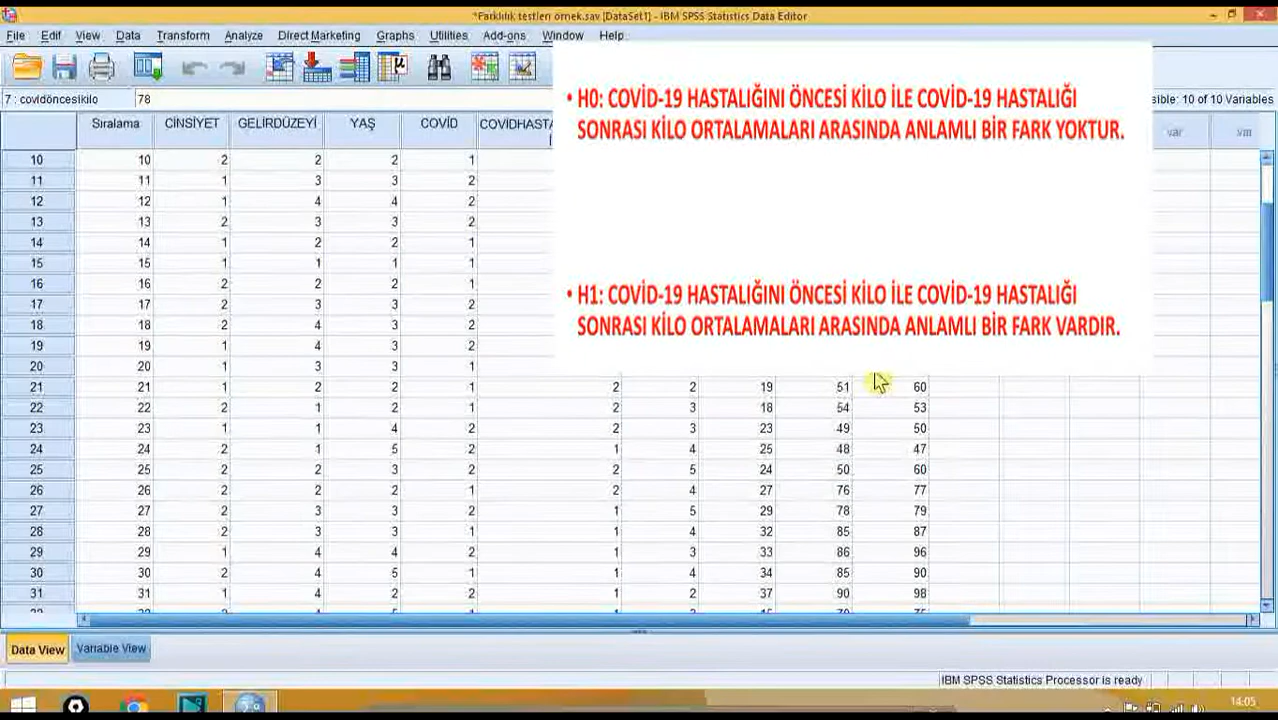 *Farklılık testleri örnek.sav [DataSet1] - IBM SPSS Statistics Data Editor
File Edit View Data Transform Analyze Direct Marketing Graphs Utilities Add-ons Window Help
7 : covidöncesikilo 78
ble: 10 of 10 Variables
• H0: COVİD-19 HASTALIĞINI ÖNCESİ KİLO İLE COVİD-19 HASTALIĞI
SONRASI KİLO ORTALAMALARI ARASINDA ANLAMLI BİR FARK YOKTUR.
• H1: COVİD-19 HASTALIĞINI ÖNCESİ KİLO İLE COVİD-19 HASTALIĞI
SONRASI KİLO ORTALAMALARI ARASINDA ANLAMLI BİR FARK VARDIR.
Sıralama CİNSİYET GELİRDÜZEYİ YAŞ COVİD COVIDHASTA var
10 10 2 2 2 1
11 11 1 3 3 2
12 12 1 4 4 2
13 13 2 3 3 2
14 14 1 2 2 1
15 15 1 1 1 1
16 16 2 2 2 1
17 17 2 3 3 1
18 18 2 4 3 2
19 19 1 4 3 2
20 20 1 3 3 1
21 21 1 2 2 1 2 2 19 51 60
22 22 2 1 2 1 2 3 18 54 53
23 23 1 1 4 2 2 3 23 49 50
24 24 2 1 5 2 1 4 25 48 47
25 25 2 2 3 2 2 5 24 50 60
26 26 2 2 2 1 2 4 27 76 77
27 27 2 3 3 2 1 5 29 78 79
28 28 2 3 3 1 1 4 32 85 87
29 29 1 4 4 2 1 3 33 86 96
30 30 2 4 5 1 1 4 34 85 90
31 31 1 4 2 2 1 2 37 90 98
Data View Variable View
IBM SPSS Statistics Processor is ready
14:05